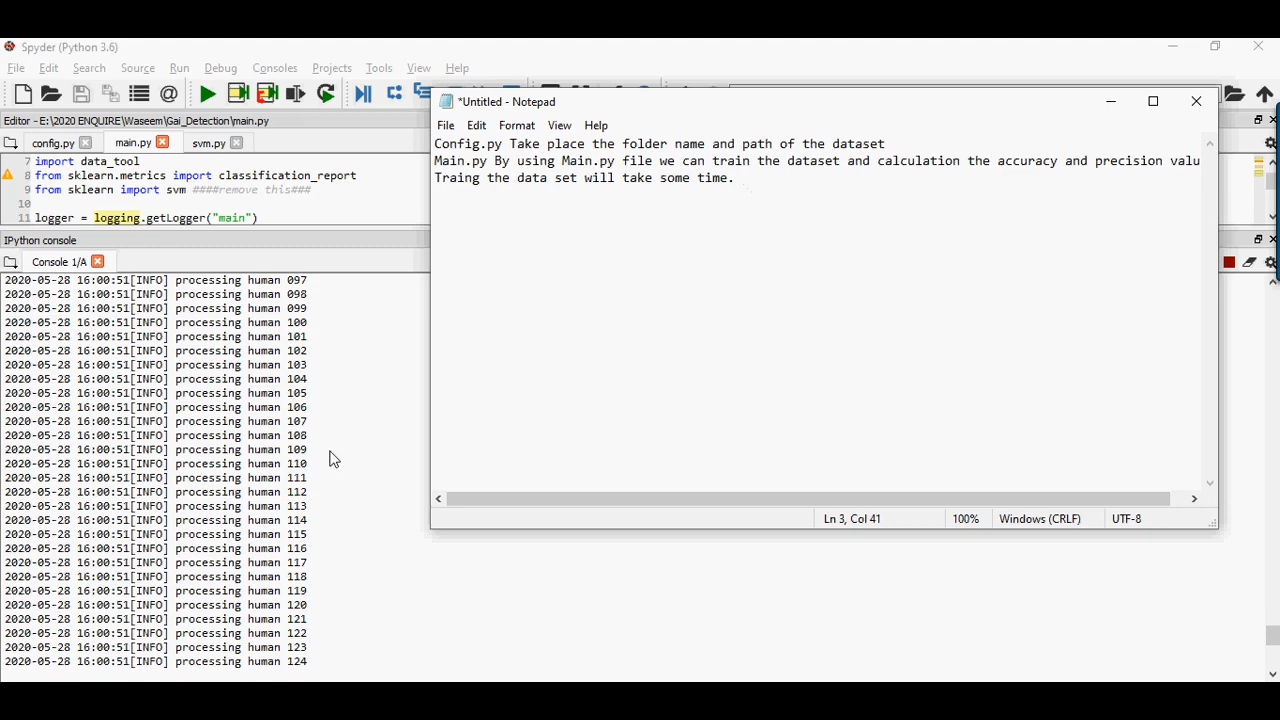 Spyder (Python 3.6)
File Edit Search Source Run Debug Consoles Projects Tools View Help
Editor - E:\2020 ENQUIRE\Waseem\Gai_Detection\main.py
config.py main.py svm.py
7 import data_tool
8 from sklearn.metrics import classification_report
9 from sklearn import svm ####remove this###
10
11 logger = logging.getLogger("main")
IPython console
Console 1/A
2020-05-28 16:00:51[INFO] processing human 097
2020-05-28 16:00:51[INFO] processing human 098
2020-05-28 16:00:51[INFO] processing human 099
2020-05-28 16:00:51[INFO] processing human 100
2020-05-28 16:00:51[INFO] processing human 101
2020-05-28 16:00:51[INFO] processing human 102
2020-05-28 16:00:51[INFO] processing human 103
2020-05-28 16:00:51[INFO] processing human 104
2020-05-28 16:00:51[INFO] processing human 105
2020-05-28 16:00:51[INFO] processing human 106
2020-05-28 16:00:51[INFO] processing human 107
2020-05-28 16:00:51[INFO] processing human 108
2020-05-28 16:00:51[INFO] processing human 109
2020-05-28 16:00:51[INFO] processing human 110
2020-05-28 16:00:51[INFO] processing human 111
2020-05-28 16:00:51[INFO] processing human 112
2020-05-28 16:00:51[INFO] processing human 113
2020-05-28 16:00:51[INFO] processing human 114
2020-05-28 16:00:51[INFO] processing human 115
2020-05-28 16:00:51[INFO] processing human 116
2020-05-28 16:00:51[INFO] processing human 117
2020-05-28 16:00:51[INFO] processing human 118
2020-05-28 16:00:51[INFO] processing human 119
2020-05-28 16:00:51[INFO] processing human 120
2020-05-28 16:00:51[INFO] processing human 121
2020-05-28 16:00:51[INFO] processing human 122
2020-05-28 16:00:51[INFO] processing human 123
2020-05-28 16:00:51[INFO] processing human 124
*Untitled - Notepad
File Edit Format View Help
Config.py Take place the folder name and path of the dataset
Main.py By using Main.py file we can train the dataset and calculation the accuracy and precision valu
Traing the data set will take some time.
Ln 3, Col 41 100% Windows (CRLF) UTF-8